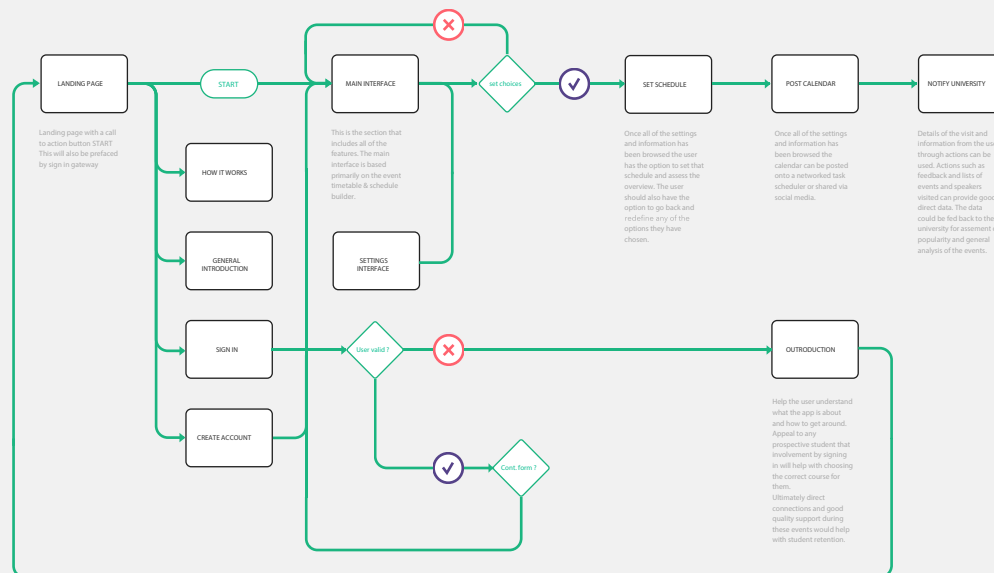 LANDING PAGE
START
MAIN INTERFACE
set choices
SET SCHEDULE
POST CALENDAR
NOTIFY UNIVERSITY
Landing page with a call
to action button START
This will also be prefaced
by sign in gateway
This is the section that
includes all of the
features. The main
interface is based
primarily on the event
timetable & schedule
builder.
Once all of the settings
and information has
been browsed the user
has the option to set that
schedule and assess the
overview. The user
should also have the
option to go back and
redefine any of the
options they have
chosen.
Once all of the settings
and information has
been browsed the
calendar can be posted
onto a networked task
scheduler or shared via
social media.
Details of the visit and
information from the use
through actions can be
used. Actions such as
feedback and lists of
events and speakers
visited can provide good
direct data. The data
could be fed back to the
university for assement
popularity and general
analysis of the events.
HOW IT WORKS
GENERAL
INTRODUCTION
SETTINGS
INTERFACE
SIGN IN
User valid ?
OUTRODUCTION
CREATE ACCOUNT
Cont. form ?
Help the user understand
what the app is about
and how to get around.
Appeal to any
prospective student that
involvement by signing
in will help with choosing
the correct course for
them.
Ultimately direct
connections and good
quality support during
these events would help
with student retention.